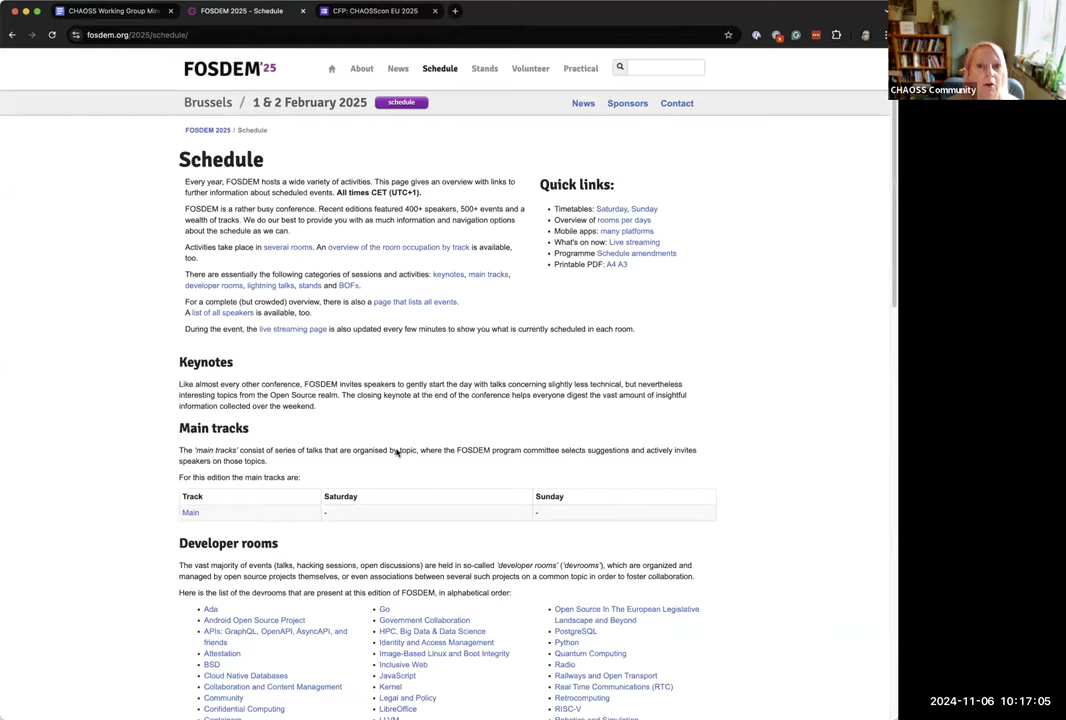 CHAOSS Working Group Min
FOSDEM 2025 - Schedule
CFP: CHAOSScon EU 2025
fosdem.org/2025/schedule/
FOSDEM'25
About
News
Schedule
Stands
Volunteer
Practical
Brussels / 1 & 2 February 2025
schedule
News
Sponsors
Contact
FOSDEM 2025 / Schedule
Schedule
Every year, FOSDEM hosts a wide variety of activities. This page gives an overview with links to
further information about scheduled events. All times CET (UTC+1).
FOSDEM is a rather busy conference. Recent editions featured 400+ speakers, 500+ events and a
wealth of tracks. We do our best to provide you with as much information and navigation options
about the schedule as we can.
Activities take place in several rooms. An overview of the room occupation by track is available,
too.
There are essentially the following categories of sessions and activities: keynotes, main tracks,
developer rooms, lightning talks, stands and BOFs.
For a complete (but crowded) overview, there is also a page that lists all events.
A list of all speakers is available, too.
During the event, the live streaming page is also updated every few minutes to show you what is currently scheduled in each room.
Quick links:
• Timetables: Saturday, Sunday
• Overview of rooms per days
• Mobile apps: many platforms
• What's on now: Live streaming
• Programme Schedule amendments
• Printable PDF: A4 A3
Keynotes
Like almost every other conference, FOSDEM invites speakers to gently start the day with talks concerning slightly less technical, but nevertheless
interesting topics from the Open Source realm. The closing keynote at the end of the conference helps everyone digest the vast amount of insightful
information collected over the weekend.
Main tracks
The 'main tracks' consist of series of talks that are organised by topic, where the FOSDEM program committee selects suggestions and actively invites
speakers on those topics.
For this edition the main tracks are:
Track Saturday Sunday
Main - -
Developer rooms
The vast majority of events (talks, hacking sessions, open discussions) are held in so-called 'developer rooms' ('devrooms'), which are organized and
managed by open source projects themselves, or even associations between several such projects on a common topic in order to foster collaboration.
Here is the list of the devrooms that are present at this edition of FOSDEM, in alphabetical order:
• Ada
• Android Open Source Project
• APIs: GraphQL, OpenAPI, AsyncAPI, and
friends
• Attestation
• BSD
• Cloud Native Databases
• Collaboration and Content Management
• Community
• Confidential Computing
• Containers
• Go
• Government Collaboration
• HPC, Big Data & Data Science
• Identity and Access Management
• Image-Based Linux and Boot Integrity
• Inclusive Web
• JavaScript
• Kernel
• Legal and Policy
• LibreOffice
• LLVM
• Open Source In The European Legislative
Landscape and Beyond
• PostgreSQL
• Python
• Quantum Computing
• Radio
• Railways and Open Transport
• Real Time Communications (RTC)
• Retrocomputing
• RISC-V
• Robotics and Simulation
CHAOSS Community
2024-11-06 10:17:05